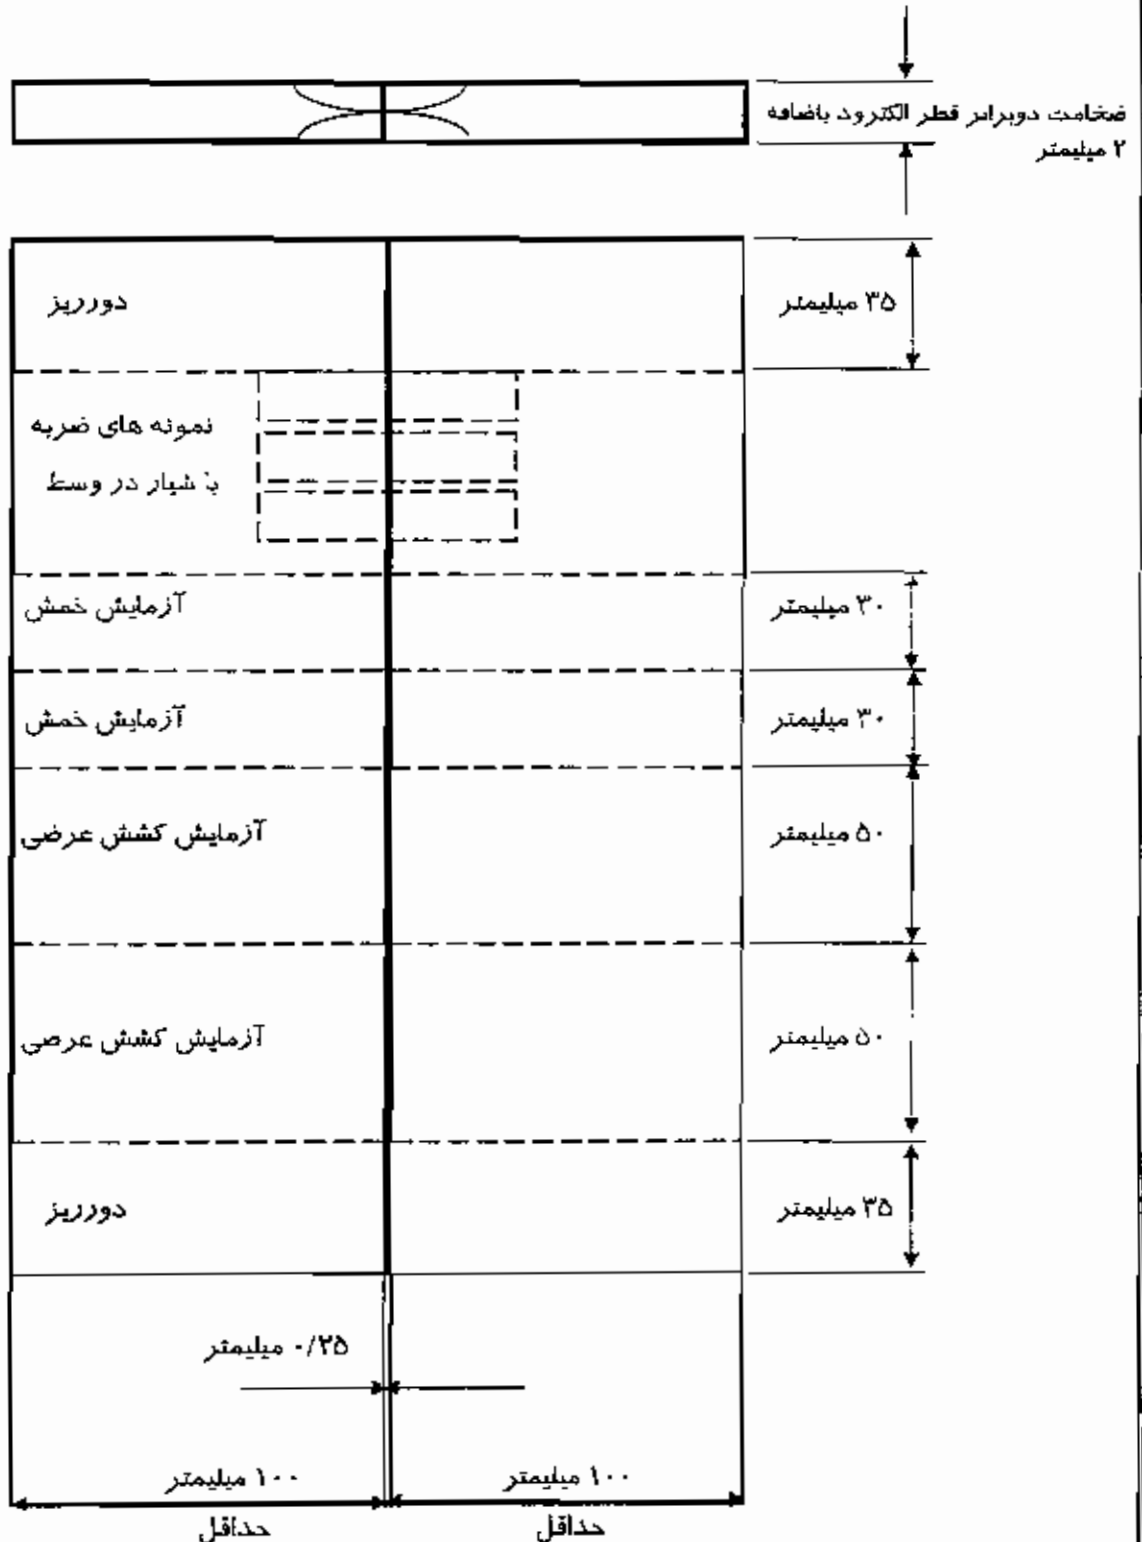 ضخامت دوبرابر قطر الکترود باضافه
۲ میلیمتر
دورریز
۳۵ میلیمتر
نمونه های ضربه
با شیار در وسط
آزمایش خمش
۳۰ میلیمتر
آزمایش خمش
۳۰ میلیمتر
آزمایش کشش عرضی
۵۰ میلیمتر
آزمایش کشش عرضی
۵۰ میلیمتر
دورریز
۳۵ میلیمتر
۰/۲۵ میلیمتر
۱۰۰ میلیمتر
۱۰۰ میلیمتر
حداقل
حداقل